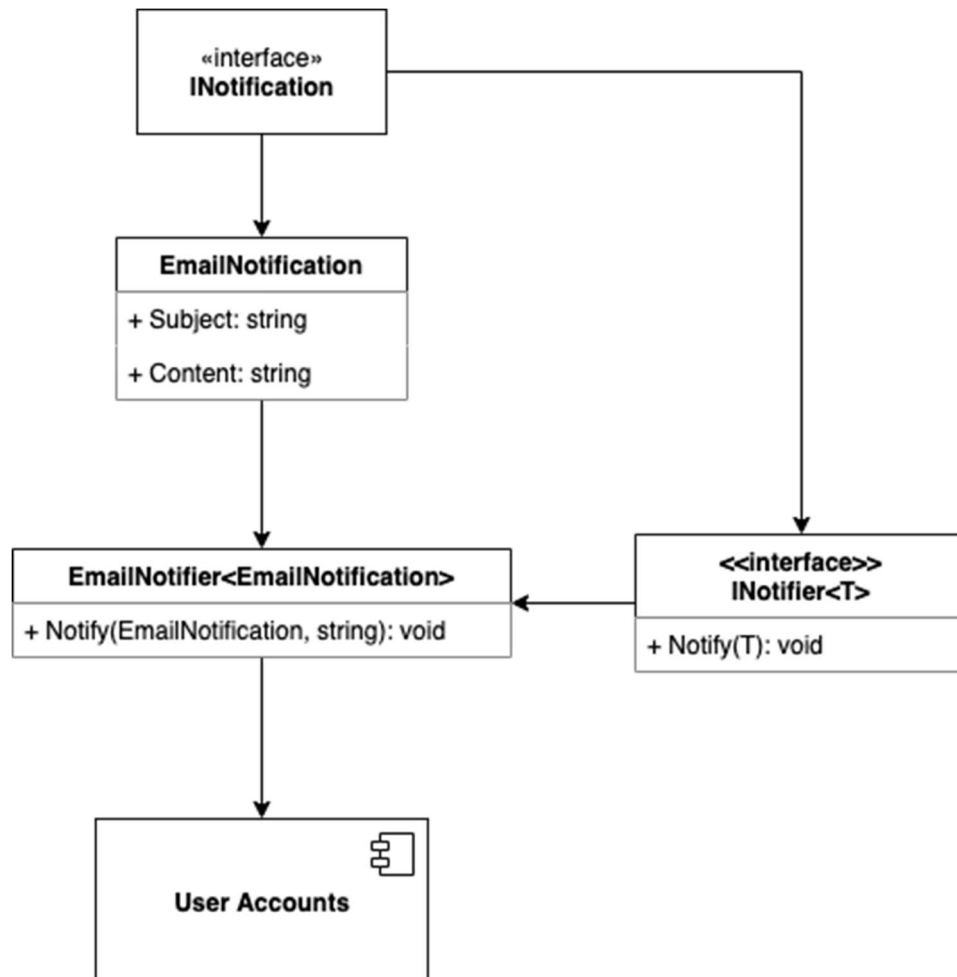 «interface»
INotification
EmailNotification
+ Subject: string
+ Content: string
EmailNotifier<EmailNotification>
+ Notify(EmailNotification, string): void
<<interface>>
INotifier<T>
+ Notify(T): void
User Accounts